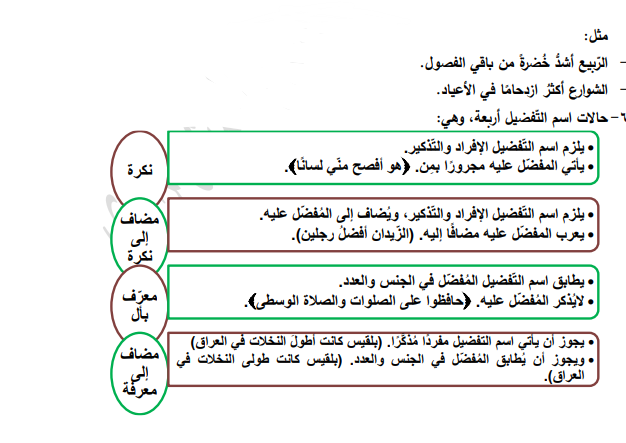 مثل:
- الرّبيع أشدُّ خُضرةً من باقي الفصول.
- الشوارع أكثرُ ازدحامًا في الأعياد.
٦- حالات اسم التّفضيل أربعة، وهي:
نكرة
• يلزم اسم التّفضيل الإفراد والتّذكير.
• يأتي المفضّل عليه مجرورًا بمِن. ﴿هو أفصح منّي لسانًا﴾.
مضاف
إلى
نكرة
• يلزم اسم التّفضيل الإفراد والتّذكير، ويُضاف إلى المُفضّل عليه.
• يعرب المفضّل عليه مضافًا إليه. (الزّيدان أفضلُ رجلين).
معرّف
بأل
• يطابق اسم التّفضيل المُفضّل في الجنس والعدد.
• لايُذكر المُفضّل عليه. ﴿حافظوا على الصلوات والصلاة الوسطى﴾.
مضاف
إلى
معرفة
• يجوز أن يأتي اسم التفضيل مفردًا مُذكّرًا. (بلقيس كانت أطولَ النخلات في العراق)
• ويجوز أن يُطابق المُفضّل في الجنس والعدد. (بلقيس كانت طولى النخلات في
العراق).